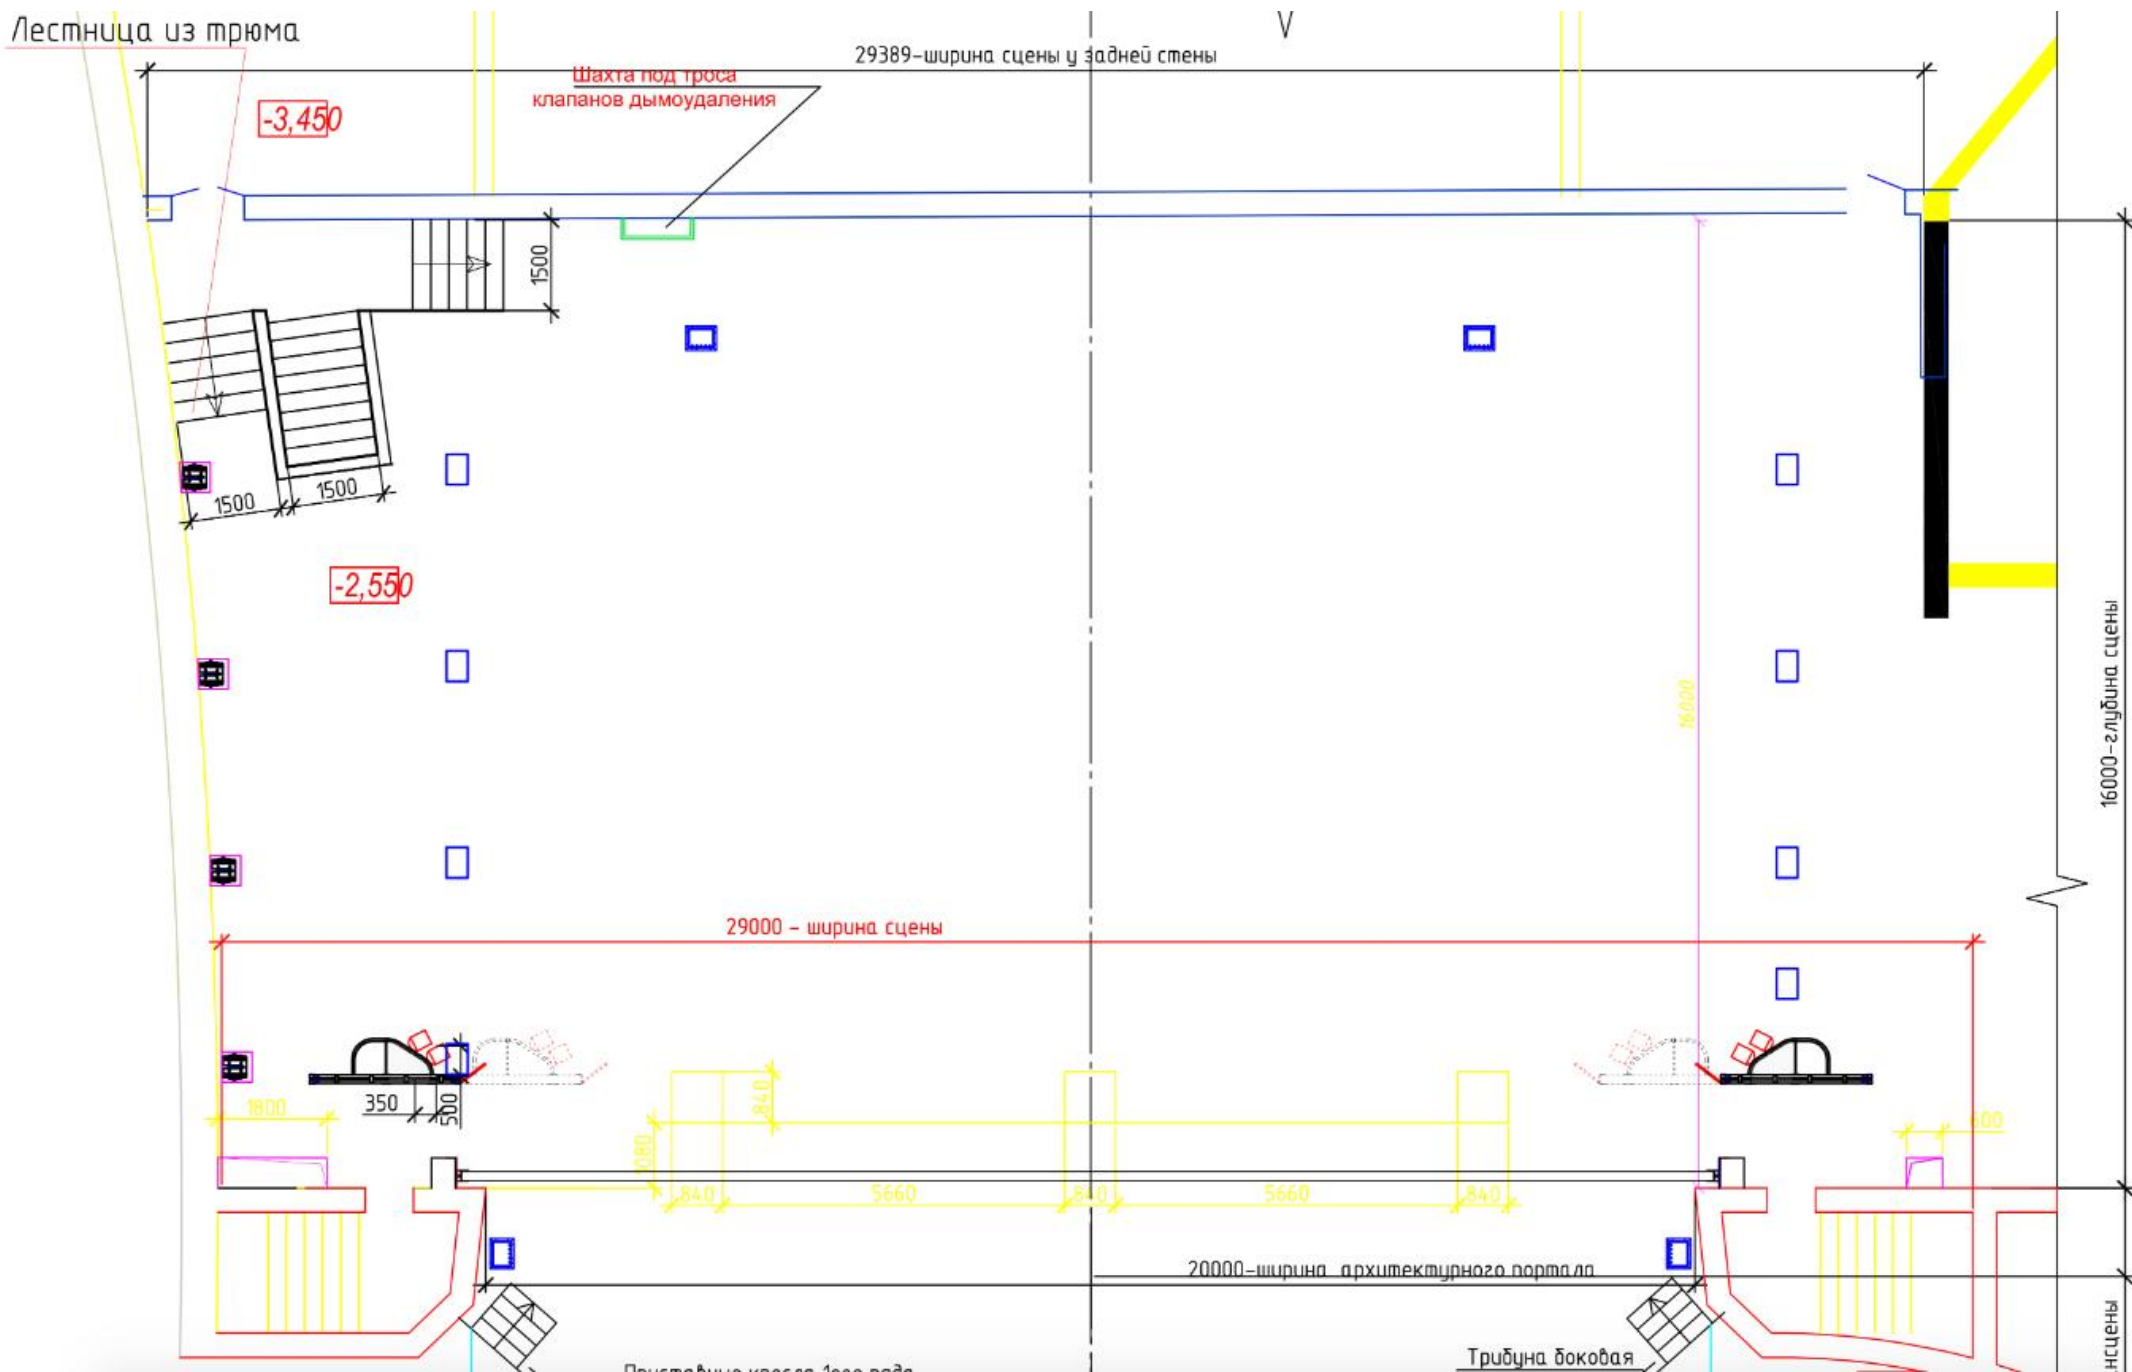 Лестница из трюма
29389-ширина сцены у задней стены
Шахта под троса
клапанов дымоудаления
-3,450
1500
1500
1500
-2,550
16000
16000-глубина сцены
29000 - ширина сцены
1800
350
500
840
1080
600
840
5660
840
5660
840
20000-ширина архитектурного портала
Трибуна боковая